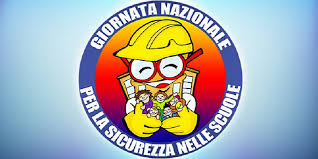 GIORNATA NAZIONALE
PER LA SICUREZZA NELLE SCUOLE